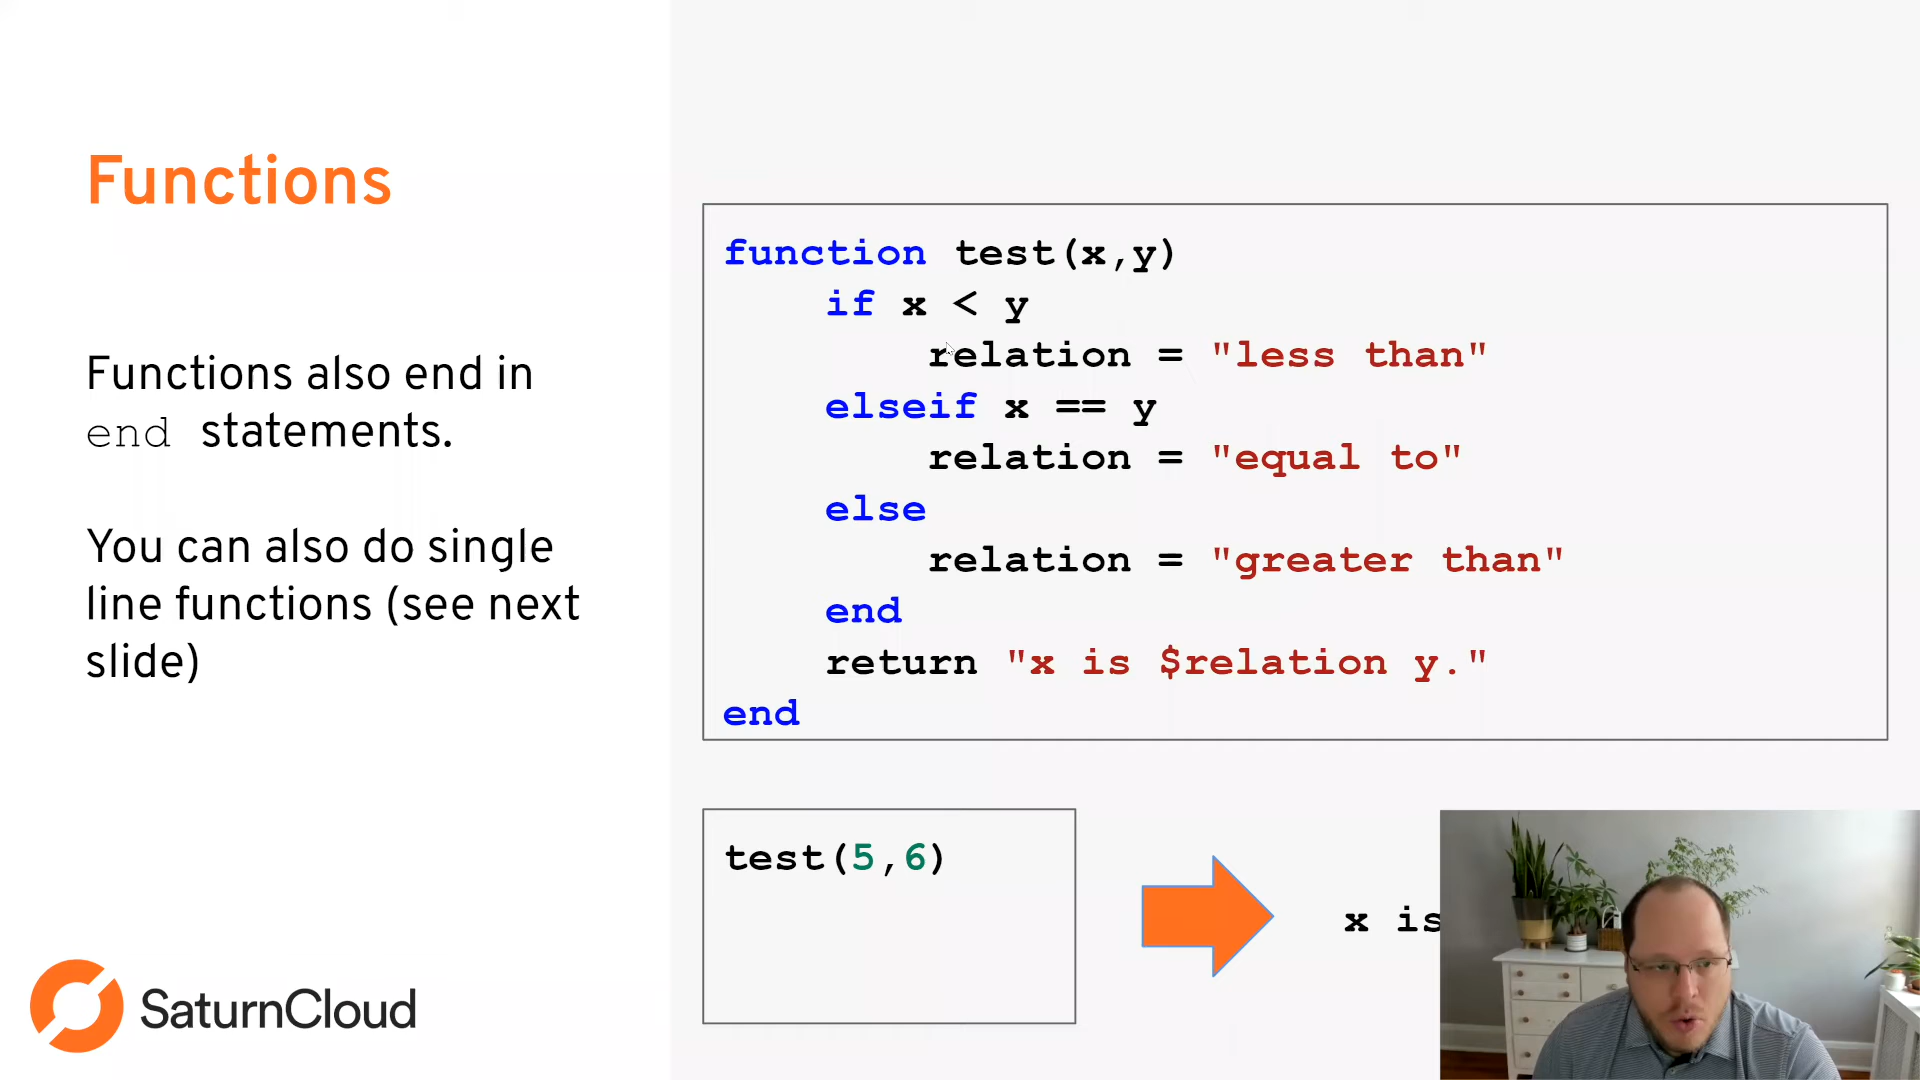 Functions
Functions also end in
end statements.
You can also do single
line functions (see next
slide)
function test(x,y)
    if x < y
        relation = "less than"
    elseif x == y
        relation = "equal to"
    else
        relation = "greater than"
    end
    return "x is $relation y."
end
test(5,6)
x is
SaturnCloud